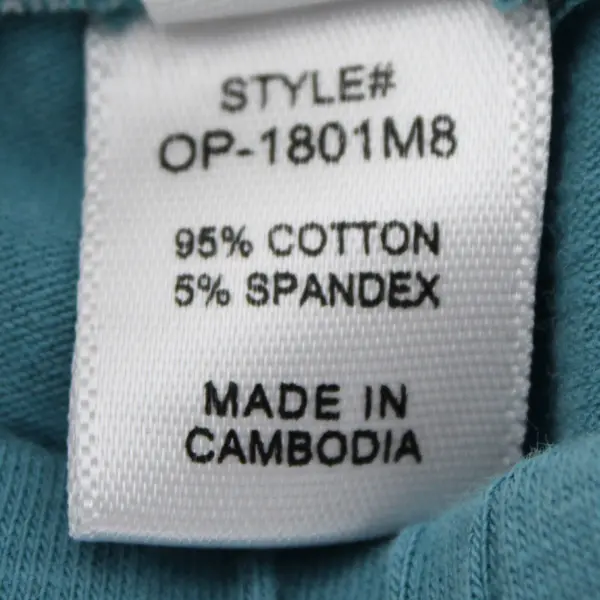 STYLE#
OP-1801M8
95% COTTON
5% SPANDEX
MADE IN
CAMBODIA